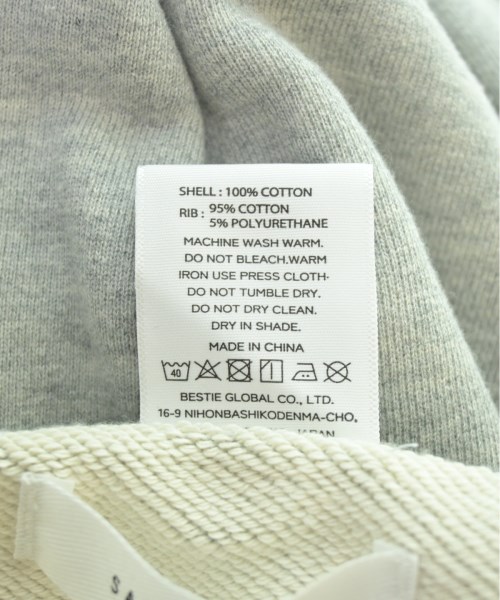 SHELL : 100% COTTON
RIB : 95% COTTON
5% POLYURETHANE
MACHINE WASH WARM.
DO NOT BLEACH.WARM
IRON USE PRESS CLOTH.
DO NOT TUMBLE DRY.
DO NOT DRY CLEAN.
DRY IN SHADE.
MADE IN CHINA
40
BESTIE GLOBAL CO., LTD.
16-9 NIHONBASHIKODENMA-CHO,
JAPAN
SA